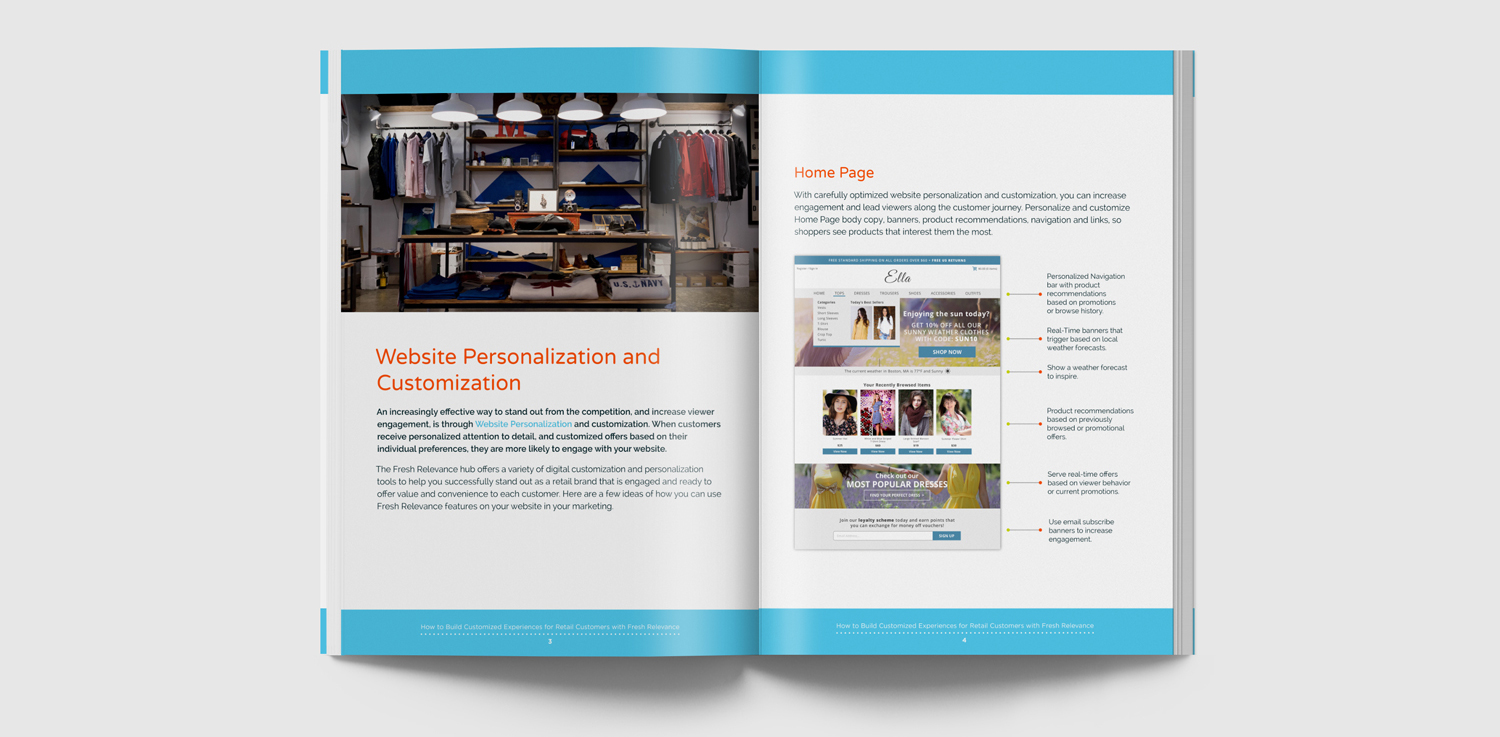 U.S. NAVY
Website Personalization and
Customization
An increasingly effective way to stand out from the competition, and increase viewer
engagement, is through Website Personalization and customization. When customers
receive personalized attention to detail, and customized offers based on their
individual preferences, they are more likely to engage with your website.
The Fresh Relevance hub offers a variety of digital customization and personalization
tools to help you successfully stand out as a retail brand that is engaged and ready to
offer value and convenience to each customer. Here are a few ideas of how you can use
Fresh Relevance features on your website in your marketing.
How to Build Customized Experiences for Retail Customers with Fresh Relevance
3
Home Page
With carefully optimized website personalization and customization, you can increase
engagement and lead viewers along the customer journey. Personalize and customize
Home Page body copy, banners, product recommendations, navigation and links, so
shoppers see products that interest them the most.
FREE STANDARD SHIPPING ON ALL ORDERS OVER • FREE US RETURNS
Ella
HOME TOPS DRESSES TROUSERS SHOES ACCESSORIES OUTFITS
Categories
Today's Best Sellers
Short Sleeves
Long Sleeves
T-Shirt
Enjoying the sun today?
GET 10% OFF ALL OUR
SUNNY WEATHER CLOTHES
WITH CODE: SUN10
SHOP NOW
The current weather in Boston, MA is 77°F and Sunny
Your Recently Browsed Items
View Now View Now View Now View Now
Check out our
MOST POPULAR DRESSES
FIND YOUR PERFECT DRESS >
Join our loyalty scheme today and earn points that
you can exchange for money off vouchers!
SIGN UP
Personalized Navigation
bar with product
recommendations
based on promotions
or browse history.
Real-Time banners that
trigger based on local
weather forecasts.
Show a weather forecast
to inspire.
Product recommendations
based on previously
browsed or promotional
offers.
Serve real-time offers
based on viewer behavior
or current promotions.
Use email subscribe
banners to increase
engagement.
How to Build Customized Experiences for Retail Customers with Fresh Relevance
4